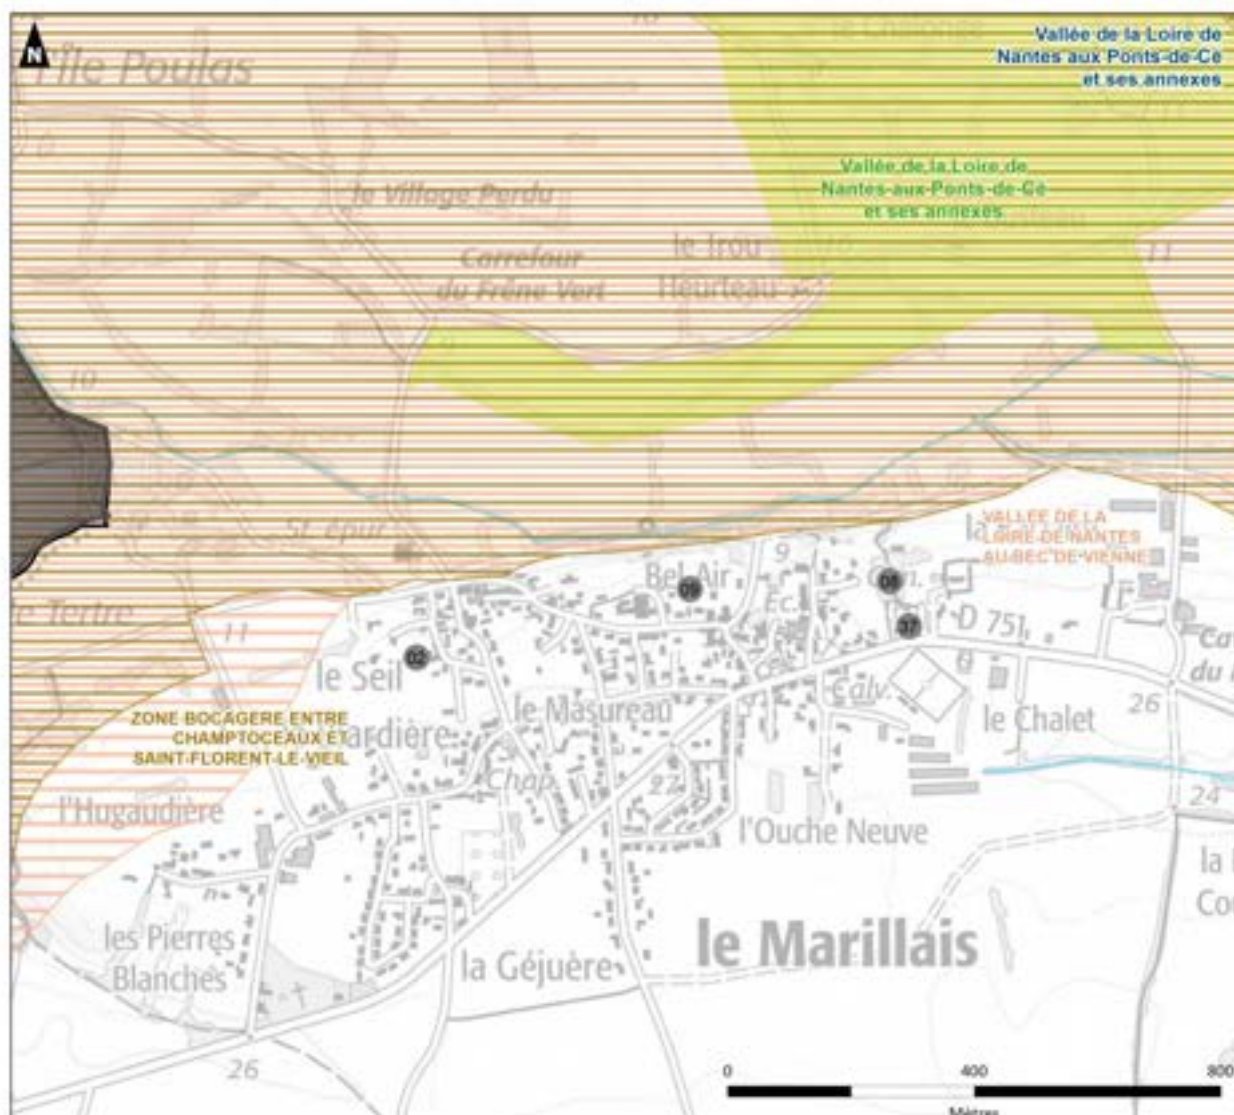 N
Vallée de la Loire de
Nantes aux Ponts-de-Cé
et ses annexes
le Chalonge
l'île Poulas
Vallée de la Loire de
Nantes-aux-Ponts-de-Cé
et ses annexes
le Village Perdu
le Trou
Heurteau
Carrefour
du Frêne Vert
11
10
St. épur.
VALLEE DE LA
LOIRE DE NANTES
AU BEC DE VIENNE
Bel Air
9
09
08
Ec.
37
D 751
le Tertre
11
le Seil
02
ZONE BOCAGERE ENTRE
CHAMPTOCEAUX ET
SAINT-FLORENT-LE-VIEIL
ardière
le Masureau
Calv.
le Chalet
26
Chap.
22
24
l'Hugaudière
l'Ouche Neuve
les Pierres
Blanches
la Géjuère
le Marillais
26
0 400 800
Mètres